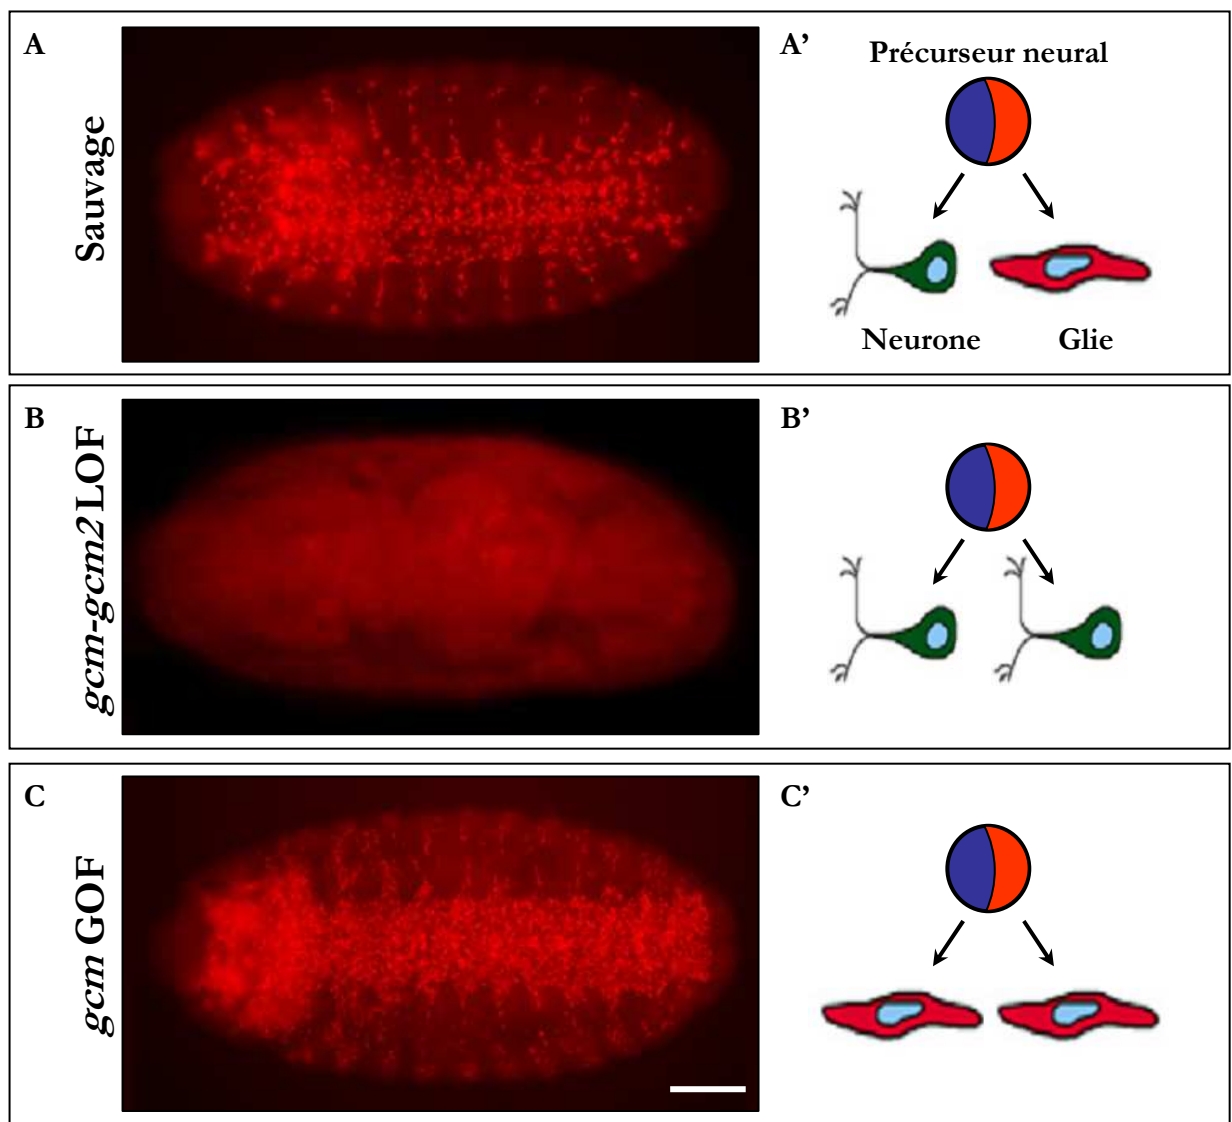 A
Sauvage
A’
Précurseur neural
Neurone
Glie
B
gcm-gcm2 LOF
B’
C
gcm GOF
C’